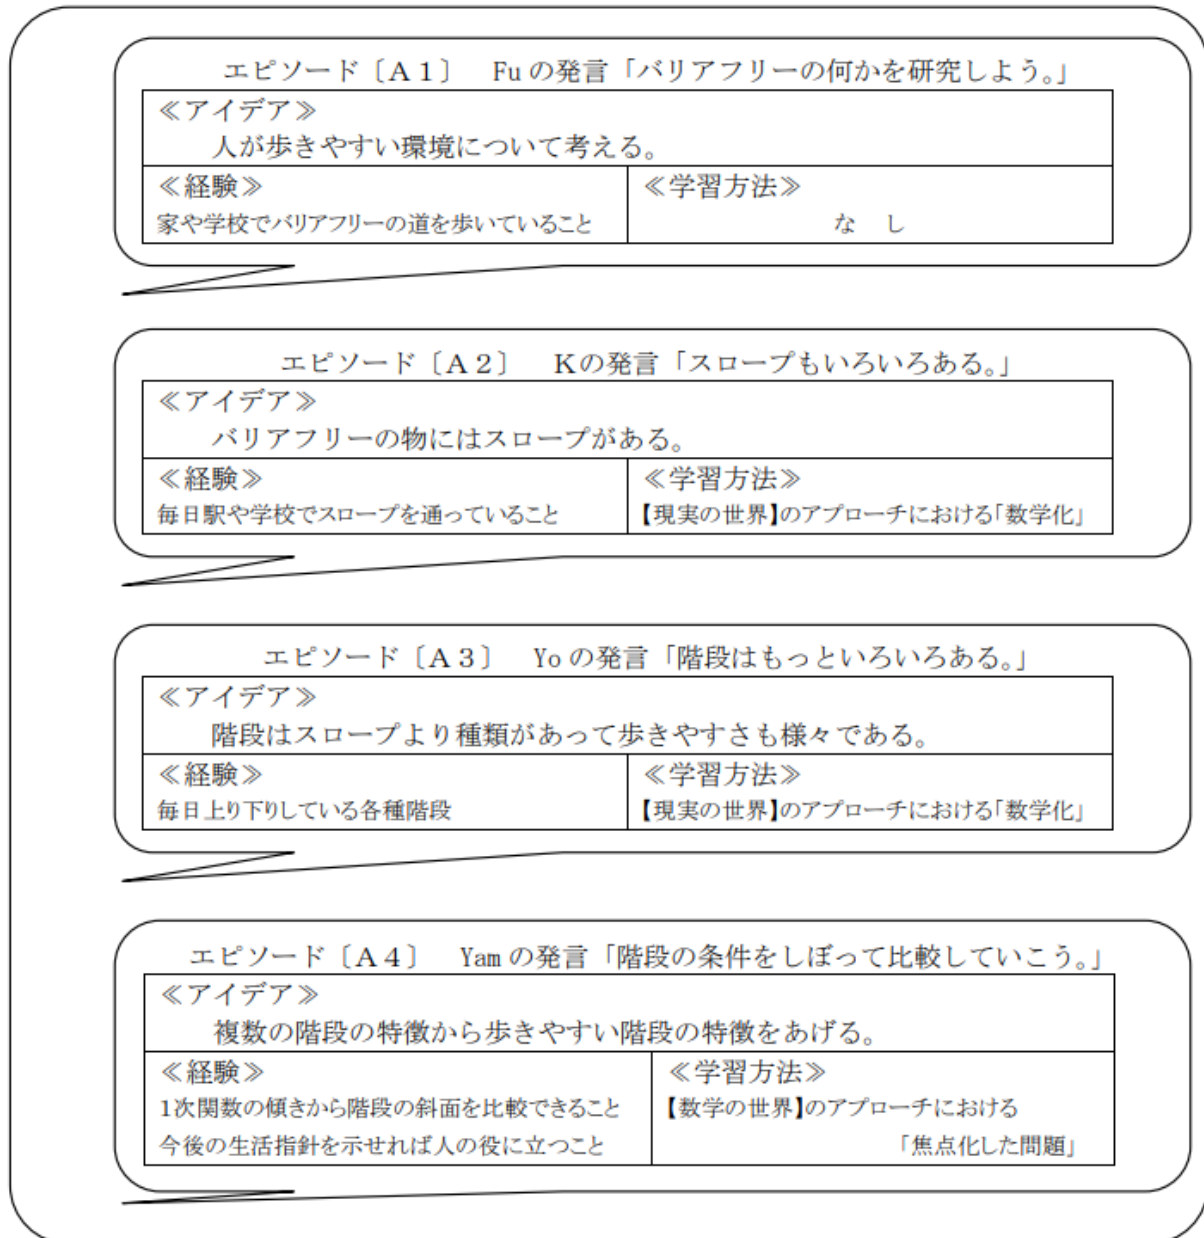 エピソード〔A1〕　Fuの発言「バリアフリーの何かを研究しよう。」
≪アイデア≫
人が歩きやすい環境について考える。
≪経験≫
家や学校でバリアフリーの道を歩いていること
≪学習方法≫
な　し
エピソード〔A2〕　Kの発言「スロープもいろいろある。」
≪アイデア≫
バリアフリーの物にはスロープがある。
≪経験≫
毎日駅や学校でスロープを通っていること
≪学習方法≫
【現実の世界】のアプローチにおける「数学化」
エピソード〔A3〕　Yoの発言「階段はもっといろいろある。」
≪アイデア≫
階段はスロープより種類があって歩きやすさも様々である。
≪経験≫
毎日上り下りしている各種階段
≪学習方法≫
【現実の世界】のアプローチにおける「数学化」
エピソード〔A4〕　Yamの発言「階段の条件をしぼって比較していこう。」
≪アイデア≫
複数の階段の特徴から歩きやすい階段の特徴をあげる。
≪経験≫
1次関数の傾きから階段の斜面を比較できること
今後の生活指針を示せれば人の役に立つこと
≪学習方法≫
【数学の世界】のアプローチにおける
「焦点化した問題」